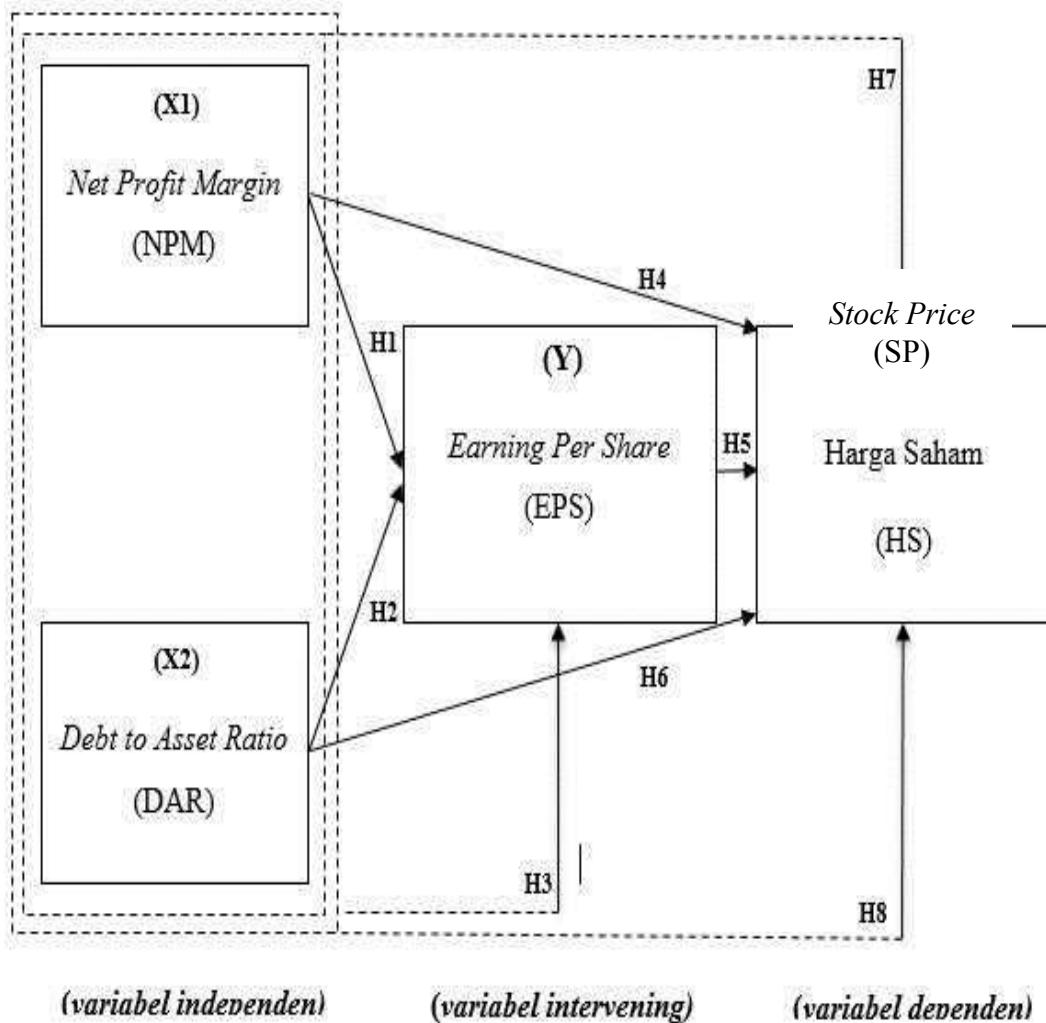 (X1)
Net Profit Margin
(NPM)
H7
H4
Stock Price
(SP)
H1
(Y)
Earning Per Share
(EPS)
H5
Harga Saham
(HS)
H2
(X2)
Debt to Asset Ratio
(DAR)
H6
H3
H8
(variabel independen)
(variabel intervening)
(variabel dependen)